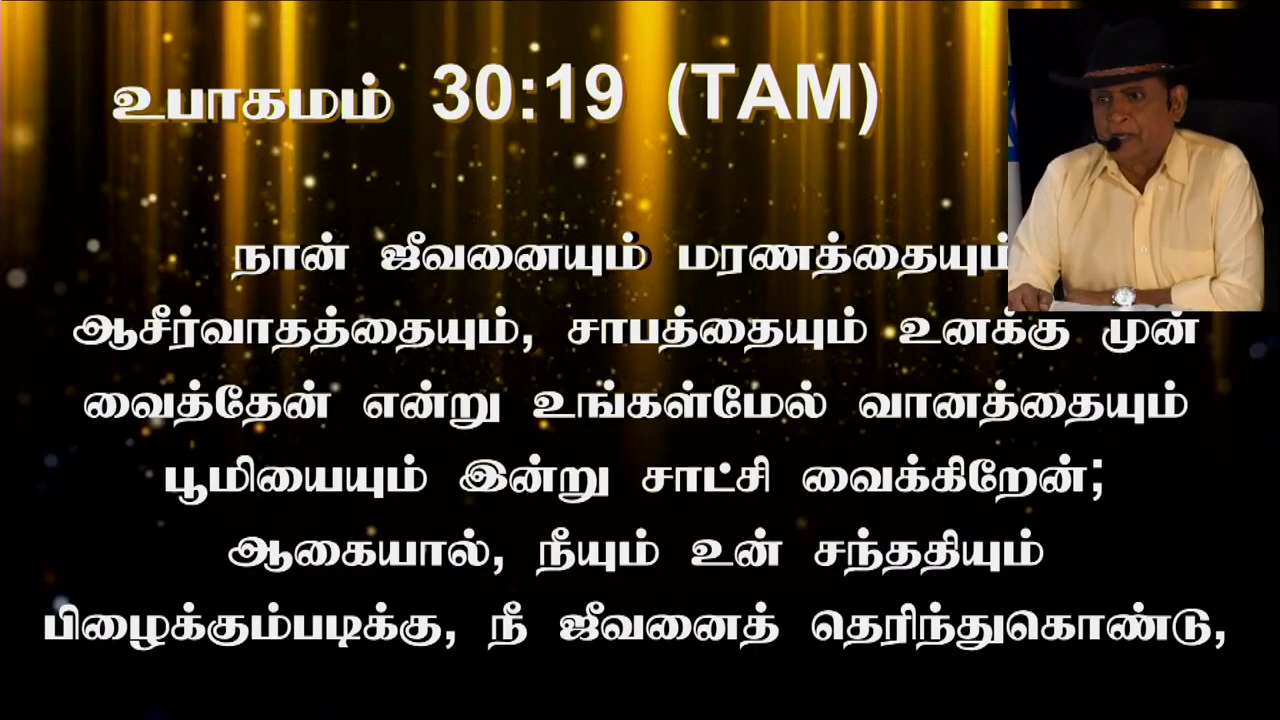 உபாகமம் 30:19 (TAM)
நான் ஜீவனையும் மரணத்தையும்
ஆசீர்வாதத்தையும், சாபத்தையும் உனக்கு முன்
வைத்தேன் என்று உங்கள்மேல் வானத்தையும்
பூமியையும் இன்று சாட்சி வைக்கிறேன்;
ஆகையால், நீயும் உன் சந்ததியும்
பிழைக்கும்படிக்கு, நீ ஜீவனைத் தெரிந்துகொண்டு,